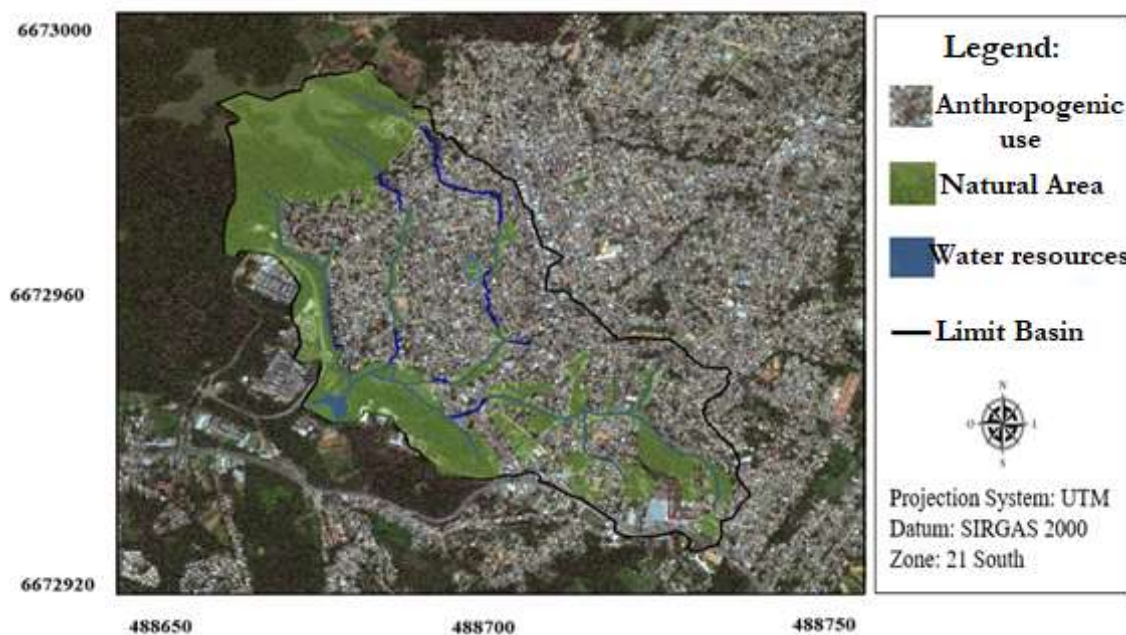 6673000
6672960
6672920
488650
488700
488750
Legend:
Anthropogenic
use
Natural Area
Water resources
Limit Basin
N
O
L
S
Projection System: UTM
Datum: SIRGAS 2000
Zone: 21 South